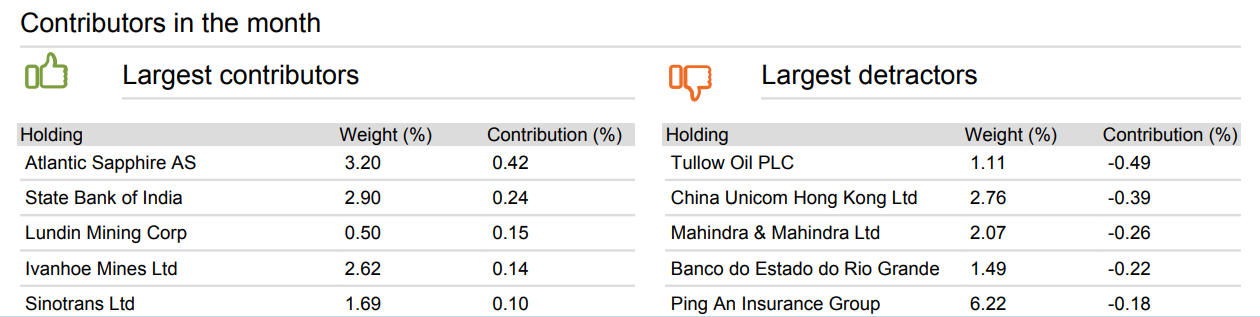 Contributors in the month
Largest contributors
Holding Weight (%) Contribution (%)
Atlantic Sapphire AS 3.20 0.42
State Bank of India 2.90 0.24
Lundin Mining Corp 0.50 0.15
Ivanhoe Mines Ltd 2.62 0.14
Sinotrans Ltd 1.69 0.10
Largest detractors
Holding Weight (%) Contribution (%)
Tullow Oil PLC 1.11 -0.49
China Unicom Hong Kong Ltd 2.76 -0.39
Mahindra & Mahindra Ltd 2.07 -0.26
Banco do Estado do Rio Grande 1.49 -0.22
Ping An Insurance Group 6.22 -0.18